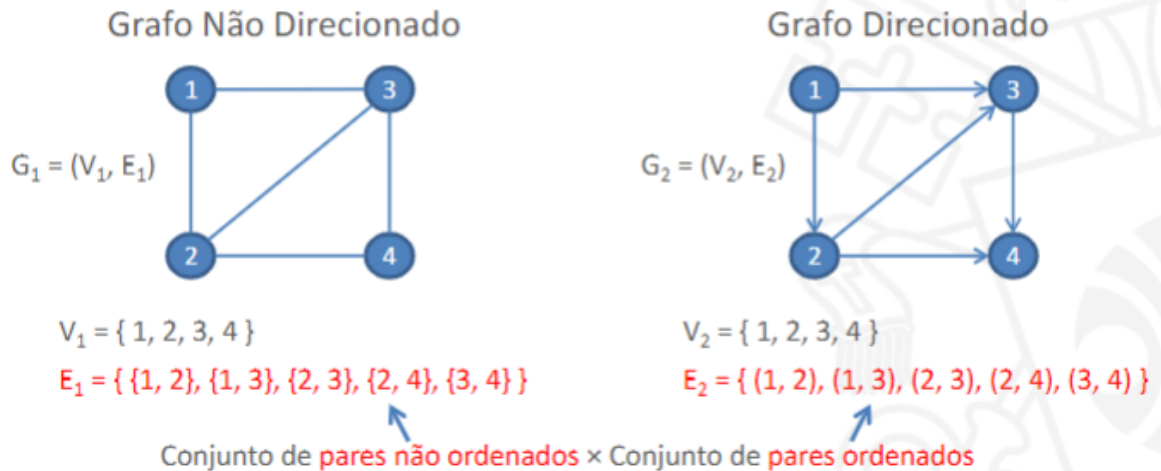 Grafo Não Direcionado
1
3
G₁ = (V₁, E₁)
2
4
V₁ = { 1, 2, 3, 4 }
E₁ = { {1, 2}, {1, 3}, {2, 3}, {2, 4}, {3, 4} }
Grafo Direcionado
1
3
G₂ = (V₂, E₂)
2
4
V₂ = { 1, 2, 3, 4 }
E₂ = { (1, 2), (1, 3), (2, 3), (2, 4), (3, 4) }
Conjunto de pares não ordenados × Conjunto de pares ordenados